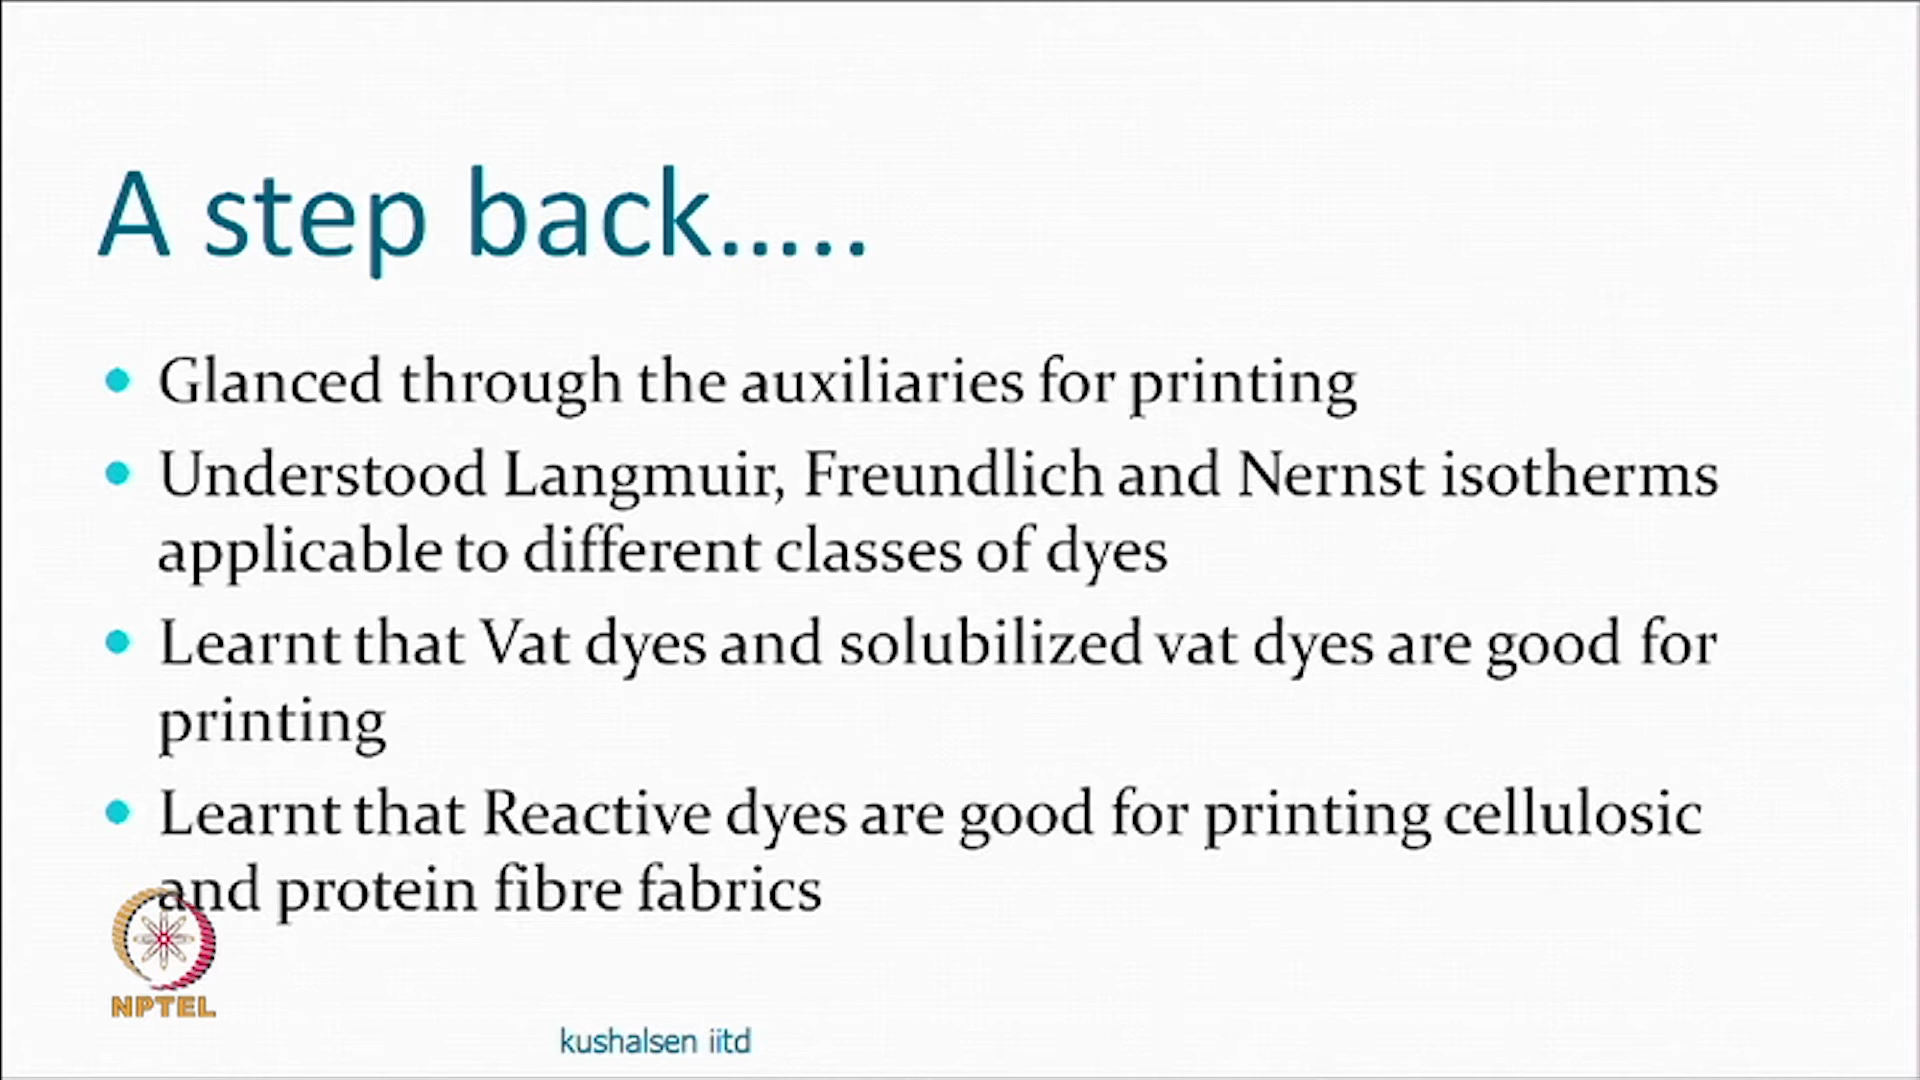 A step back.....
Glanced through the auxiliaries for printing
Understood Langmuir, Freundlich and Nernst isotherms
applicable to different classes of dyes
Learnt that Vat dyes and solubilized vat dyes are good for
printing
Learnt that Reactive dyes are good for printing cellulosic
and protein fibre fabrics
NPTEL
kushalsen iitd